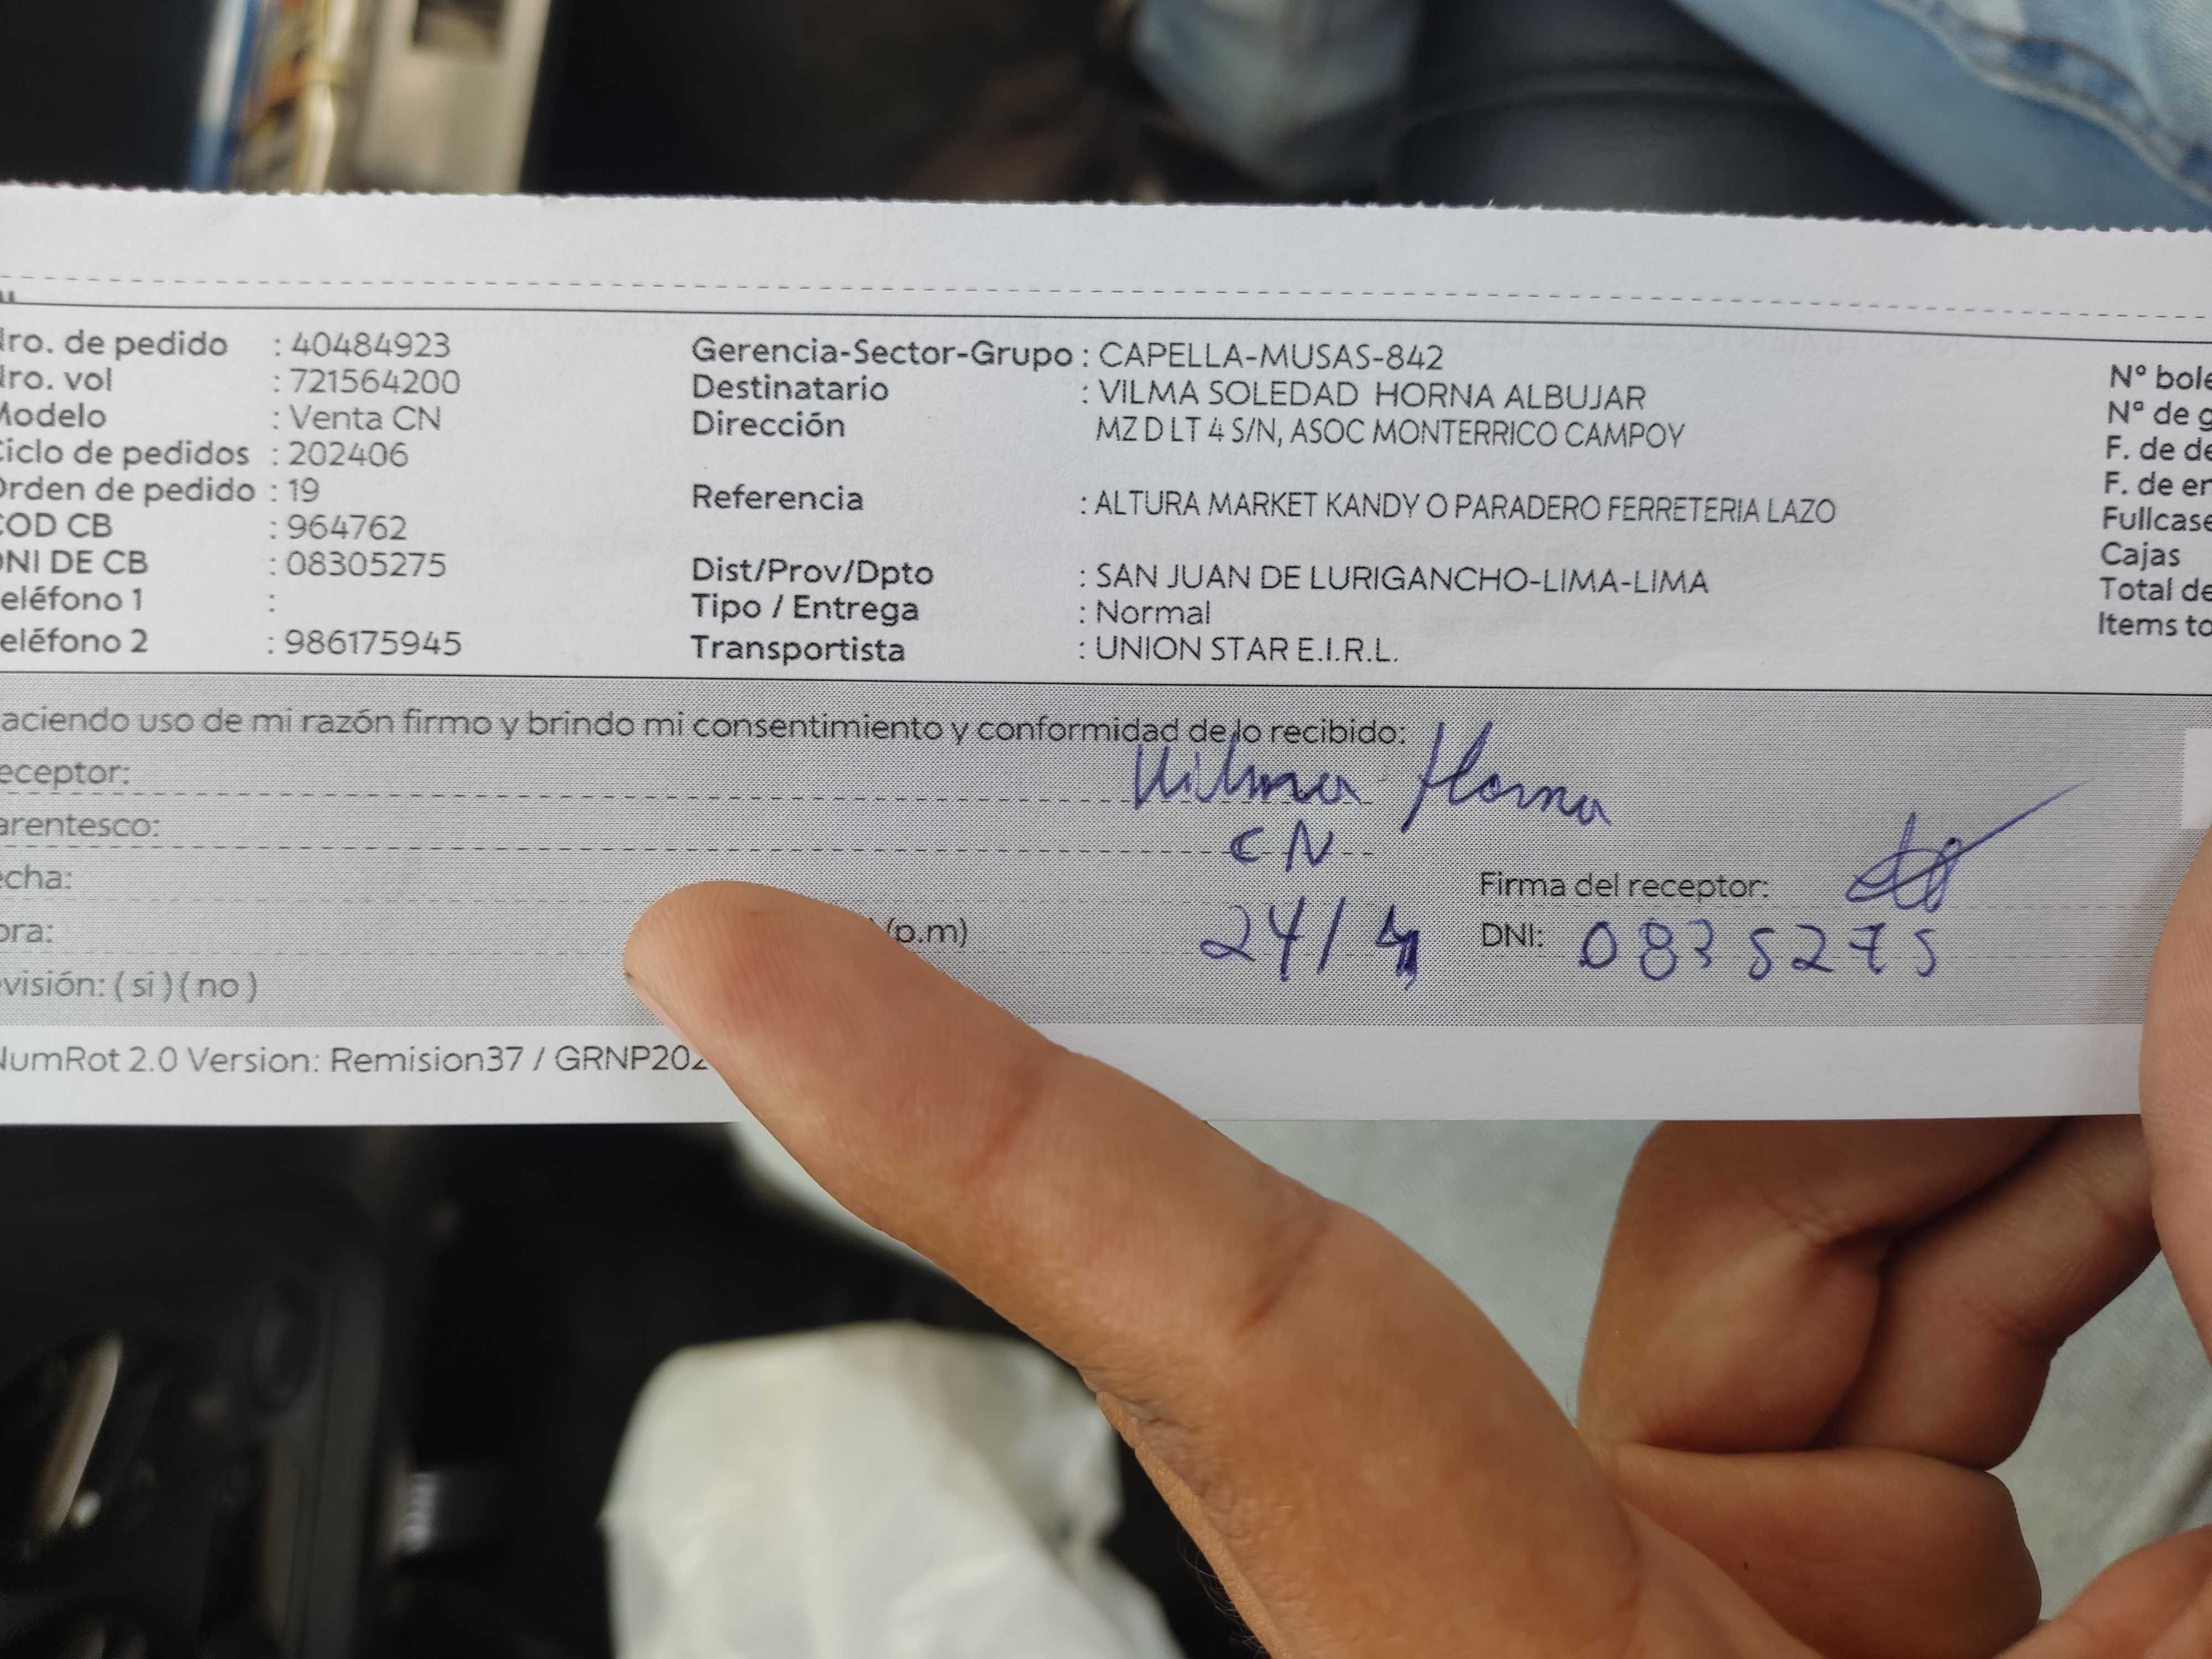 Nro. de pedido : 40484923
Nro. vol : 721564200
Modelo : Venta CN
Ciclo de pedidos : 202406
Orden de pedido : 19
COD CB : 964762
DNI DE CB : 08305275
eléfono 1 :
eléfono 2 : 986175945
Gerencia-Sector-Grupo : CAPELLA-MUSAS-842
Destinatario : VILMA SOLEDAD HORNA ALBUJAR
Dirección MZ D LT 4 S/N, ASOC MONTERRICO CAMPOY
Referencia : ALTURA MARKET KANDY O PARADERO FERRETERIA LAZO
Dist/Prov/Dpto : SAN JUAN DE LURIGANCHO-LIMA-LIMA
Tipo / Entrega : Normal
Transportista : UNION STAR E.I.R.L.
N° bole
N° de g
F. de de
F. de en
Fullcase
Cajas
Total de
Items to
aciendo uso de mi razón firmo y brindo mi consentimiento y conformidad de lo recibido:
eceptor: Vilma Horna
arentesco: CN
echa: 24/4
ora: (p.m)
Firma del receptor:
DNI: 0835275
visión: ( si ) ( no )
NumRot 2.0 Version: Remision37 / GRNP202